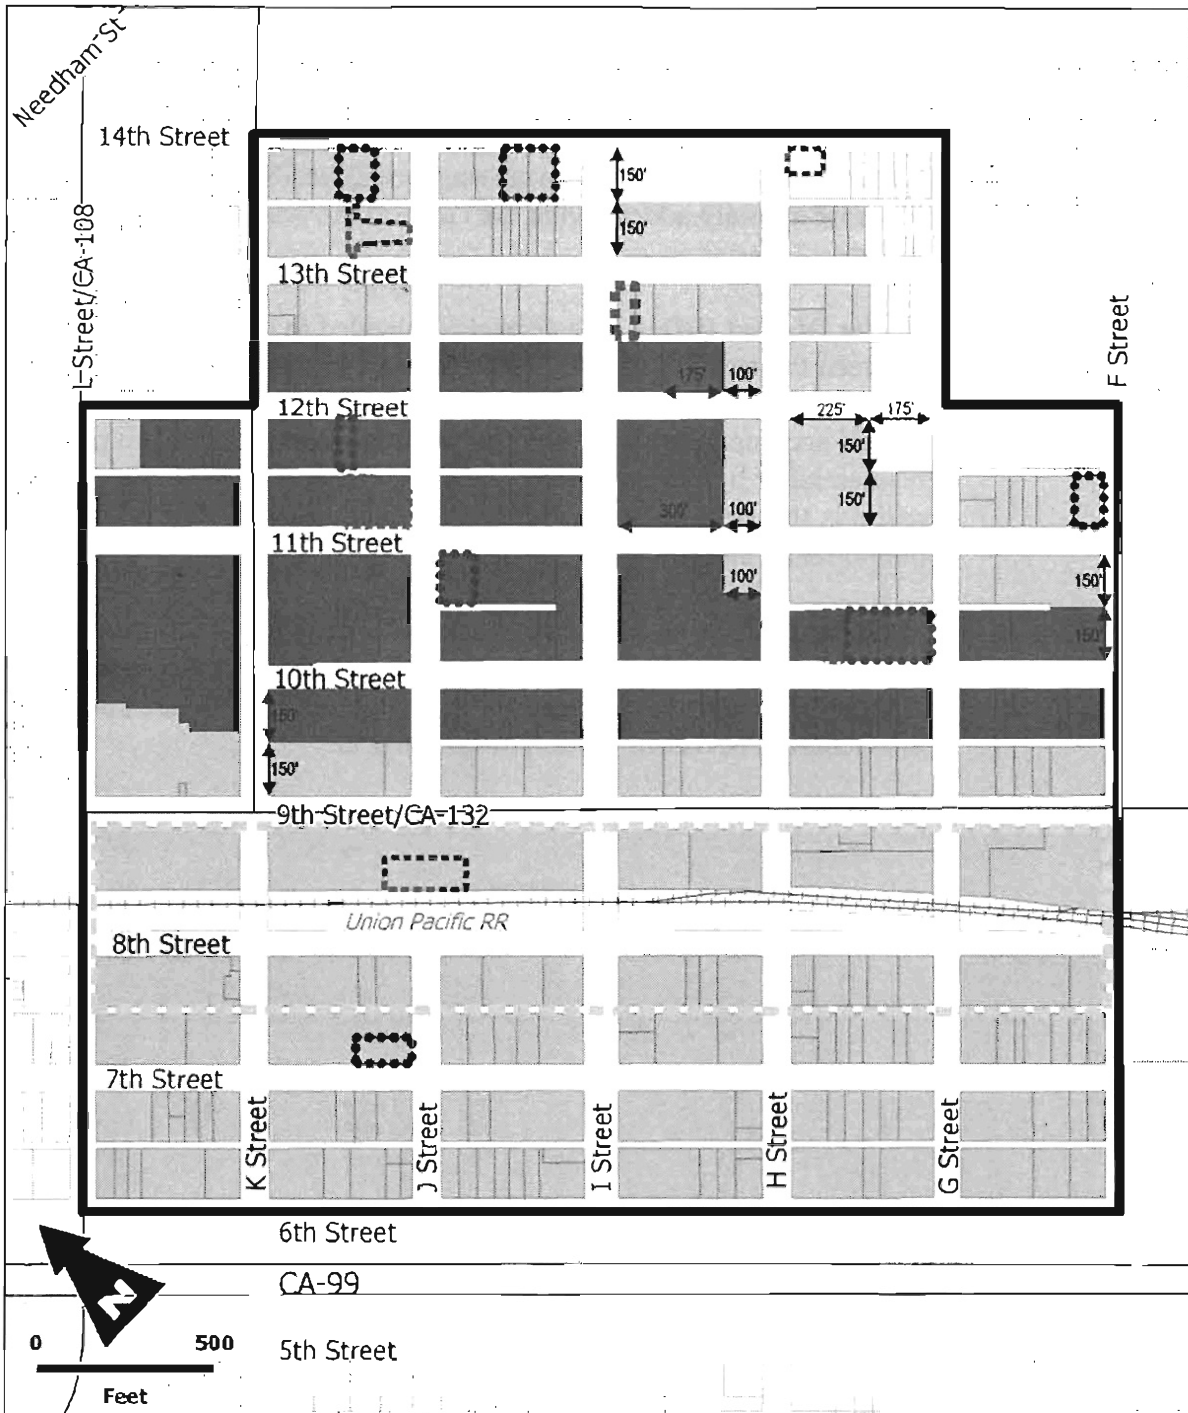 Needham St
14th Street
L Street/CA-108
150'
150'
13th Street
F Street
175'
100'
12th Street
225'
175'
150'
150'
300'
100'
11th Street
100'
150'
150'
10th Street
150'
150'
9th Street/CA-132
Union Pacific RR
8th Street
7th Street
K Street
J Street
I Street
H Street
G Street
6th Street
CA-99
N
0
500
5th Street
Feet